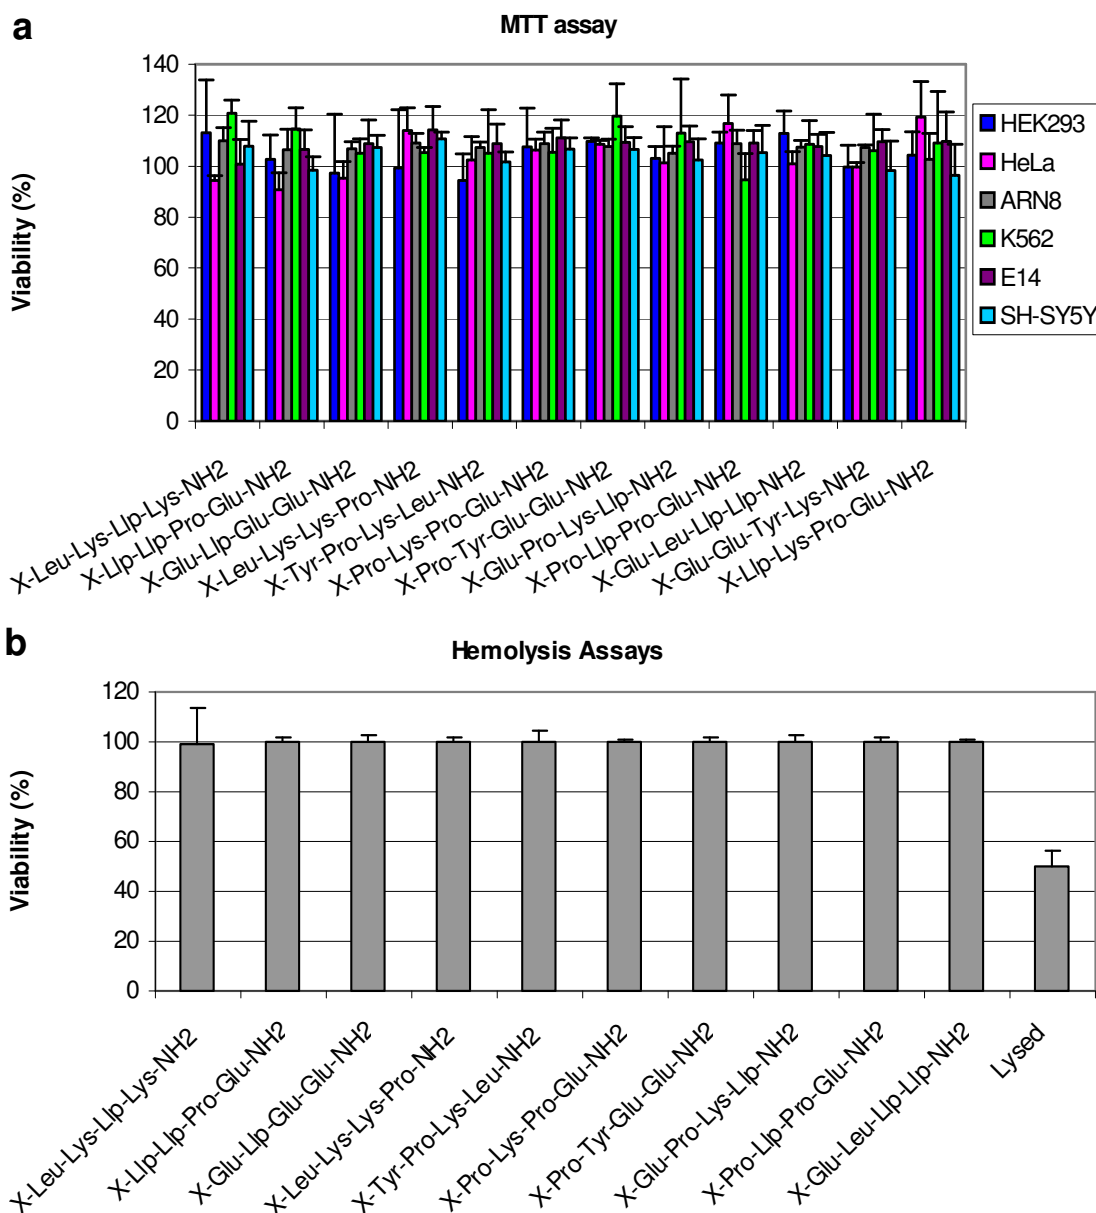 a
MTT assay
Viability (%)
140
120
100
80
60
40
20
0
HEK293
HeLa
ARN8
K562
E14
SH-SY5Y
X-Leu-Lys-Llp-Lys-NH2
X-Llp-Llp-Pro-Glu-NH2
X-Glu-Llp-Glu-Glu-NH2
X-Leu-Lys-Lys-Pro-NH2
X-Tyr-Pro-Lys-Leu-NH2
X-Pro-Lys-Pro-Glu-NH2
X-Pro-Tyr-Glu-Glu-NH2
X-Glu-Pro-Lys-Llp-NH2
X-Pro-Llp-Pro-Glu-NH2
X-Glu-Leu-Llp-Llp-NH2
X-Glu-Glu-Tyr-Lys-NH2
X-Llp-Lys-Pro-Glu-NH2
b
Hemolysis Assays
Viability (%)
120
100
80
60
40
20
0
X-Leu-Lys-Llp-Lys-NH2
X-Llp-Llp-Pro-Glu-NH2
X-Glu-Llp-Glu-Glu-NH2
X-Leu-Lys-Lys-Pro-NH2
X-Tyr-Pro-Lys-Leu-NH2
X-Pro-Lys-Pro-Glu-NH2
X-Pro-Tyr-Glu-Glu-NH2
X-Glu-Pro-Lys-Llp-NH2
X-Pro-Llp-Pro-Glu-NH2
X-Glu-Leu-Llp-Llp-NH2
Lysed